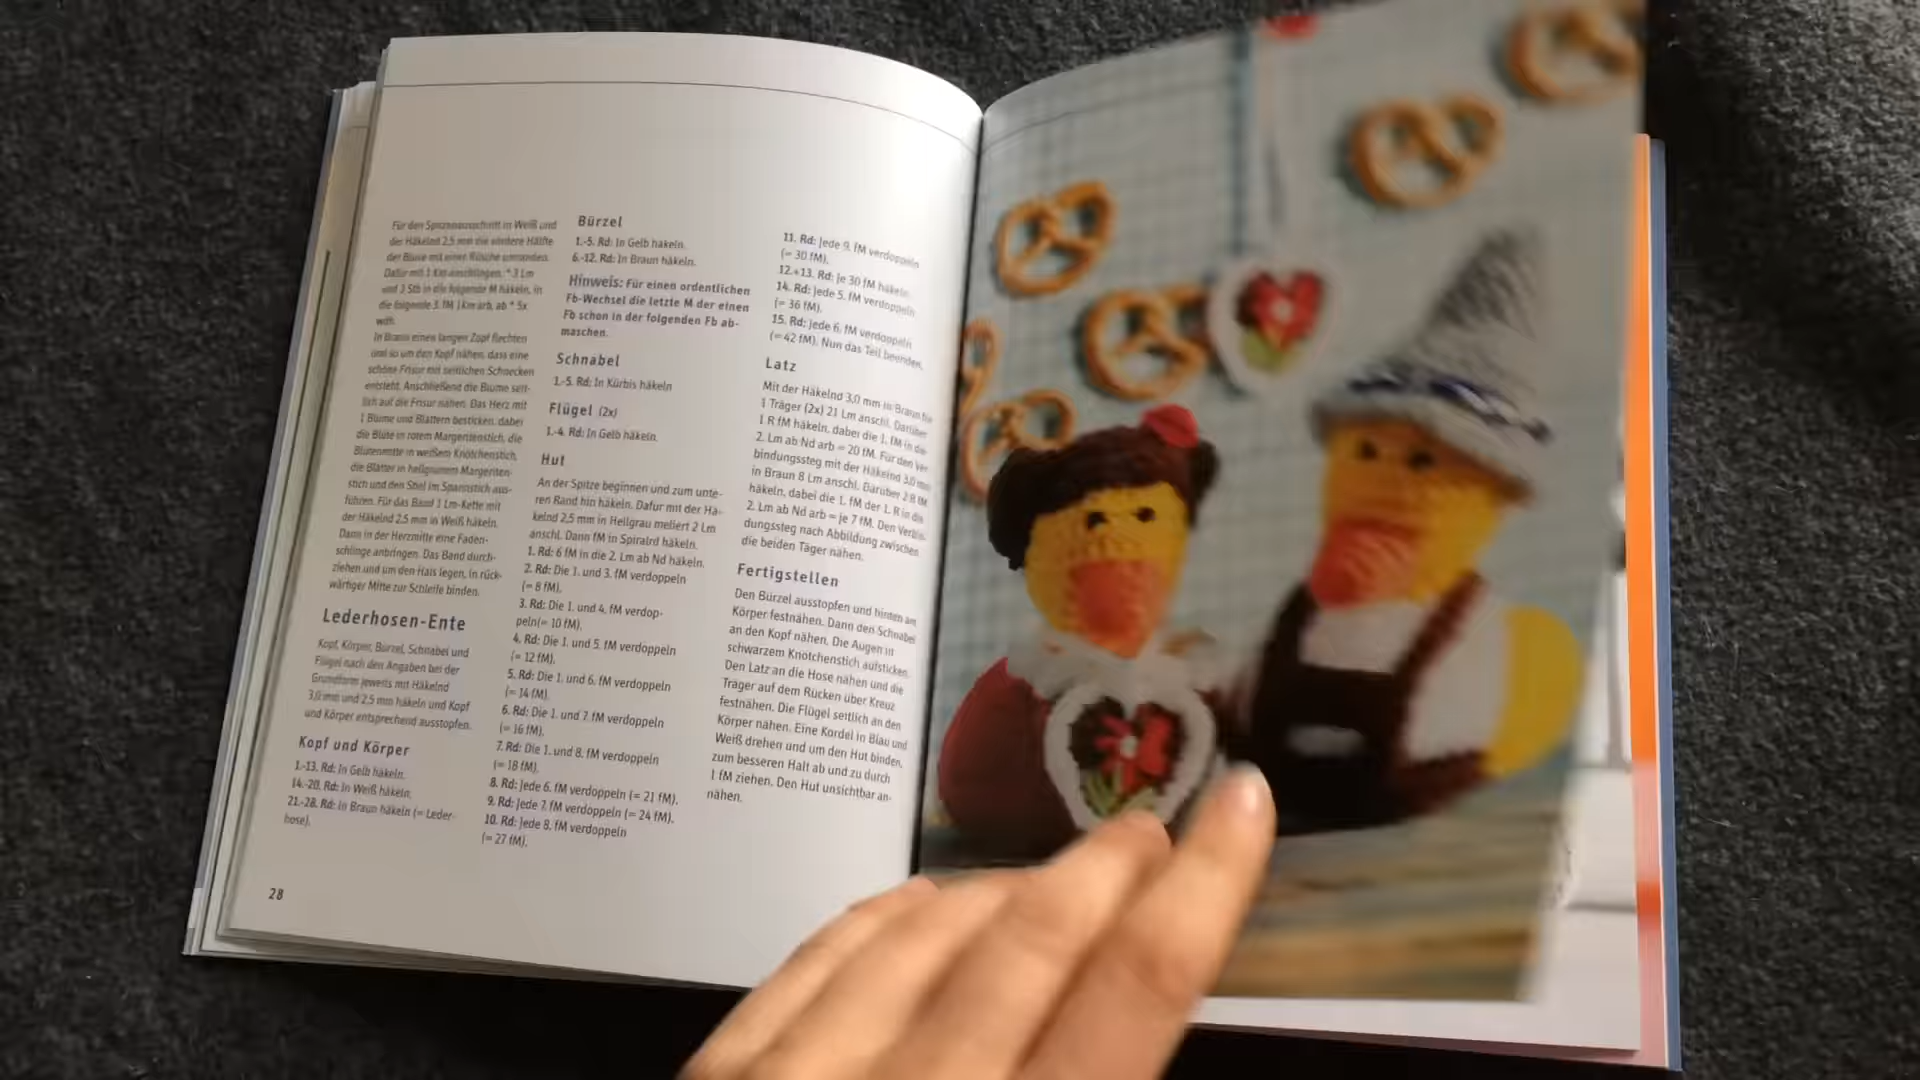 Für den Spitzenausschnitt in Weiß und
der Häkelnd 2,5 mm die vordere Hälfte
der Bluse mit einer Rüsche umranden.
Dafür mit 1 Km anschlingen, * 3 Lm
und 3 Stb in die folgende M häkeln, in
die folgende 3. fM 1 Km arb, ab * 5x
wdh.
In Braun einen langen Zopf flechten
und so um den Kopf nähen, dass eine
schöne Frisur mit seitlichen Schnecken
entsteht. Anschließend die Blume seit-
lich auf die Frisur nähen. Das Herz mit
1 Blume und Blättern besticken, dabei
die Blüte in rotem Margeritenstich, die
Blütenmitte in weißem Knötchenstich,
die Blätter in hellgrünem Margeriten-
stich und den Stiel im Spannstich aus-
führen. Für das Band 1 Lm-Kette mit
der Häkelnd 2,5 mm in Weiß häkeln.
Dann in der Herzmitte eine Faden-
schlinge anbringen. Das Band durch-
ziehen und um den Hals legen, in rück-
wärtiger Mitte zur Schleife binden.
Lederhosen-Ente
Kopf, Körper, Bürzel, Schnabel und
Flügel nach den Angaben bei der
Grundform jeweils mit Häkelnd
3,0 mm und 2,5 mm häkeln und Kopf
und Körper entsprechend ausstopfen.
Kopf und Körper
1.-13. Rd: In Gelb häkeln.
14.-20. Rd: In Weiß häkeln.
21.-28. Rd: In Braun häkeln (= Leder-
hose).
28
Bürzel
1.-5. Rd: In Gelb häkeln.
6.-12. Rd: In Braun häkeln.
Hinweis: Für einen ordentlichen
Fb-Wechsel die letzte M der einen
Fb schon in der folgenden Fb ab-
maschen.
Schnabel
1.-5. Rd: In Kürbis häkeln
Flügel (2x)
1.-4. Rd: In Gelb häkeln.
Hut
An der Spitze beginnen und zum unte-
ren Rand hin häkeln. Dafür mit der Hä-
kelnd 2,5 mm in Hellgrau meliert 2 Lm
anschl. Dann fM in Spiralrd häkeln.
1. Rd: 6 fM in die 2. Lm ab Nd häkeln.
2. Rd: Die 1. und 3. fM verdoppeln
(= 8 fM).
3. Rd: Die 1. und 4. fM verdop-
peln(= 10 fM).
4. Rd: Die 1. und 5. fM verdoppeln
(= 12 fM).
5. Rd: Die 1. und 6. fM verdoppeln
(= 14 fM).
6. Rd: Die 1. und 7. fM verdoppeln
(= 16 fM).
7. Rd: Die 1. und 8. fM verdoppeln
(= 18 fM).
8. Rd: Jede 6. fM verdoppeln (= 21 fM).
9. Rd: Jede 7. fM verdoppeln (= 24 fM).
10. Rd: Jede 8. fM verdoppeln
(= 27 fM).
11. Rd: Jede 9. fM verdoppeln
(= 30 fM).
12.+13. Rd: Je 30 fM häkeln.
14. Rd: Jede 5. fM verdoppeln
(= 36 fM).
15. Rd: Jede 6. fM verdoppeln
(= 42 fM). Nun das Teil beenden.
Latz
Mit der Häkelnd 3,0 mm in Braun für
1 Träger (2x) 21 Lm anschl. Darüber
1 R fM häkeln, dabei die 1. fM in die
2. Lm ab Nd arb = 20 fM. Für den Ver-
bindungssteg mit der Häkelnd 3,0 mm
in Braun 8 Lm anschl. Darüber 2 R fM
häkeln, dabei die 1. fM der 1. R in die
2. Lm ab Nd arb = je 7 fM. Den Verbin-
dungssteg nach Abbildung zwischen
die beiden Täger nähen.
Fertigstellen
Den Bürzel ausstopfen und hinten am
Körper festnähen. Dann den Schnabel
an den Kopf nähen. Die Augen in
schwarzem Knötchenstich aufsticken.
Den Latz an die Hose nähen und die
Träger auf dem Rücken über Kreuz
festnähen. Die Flügel seitlich an den
Körper nähen. Eine Kordel in Blau und
Weiß drehen und um den Hut binden,
zum besseren Halt ab und zu durch
1 fM ziehen. Den Hut unsichtbar an-
nähen.